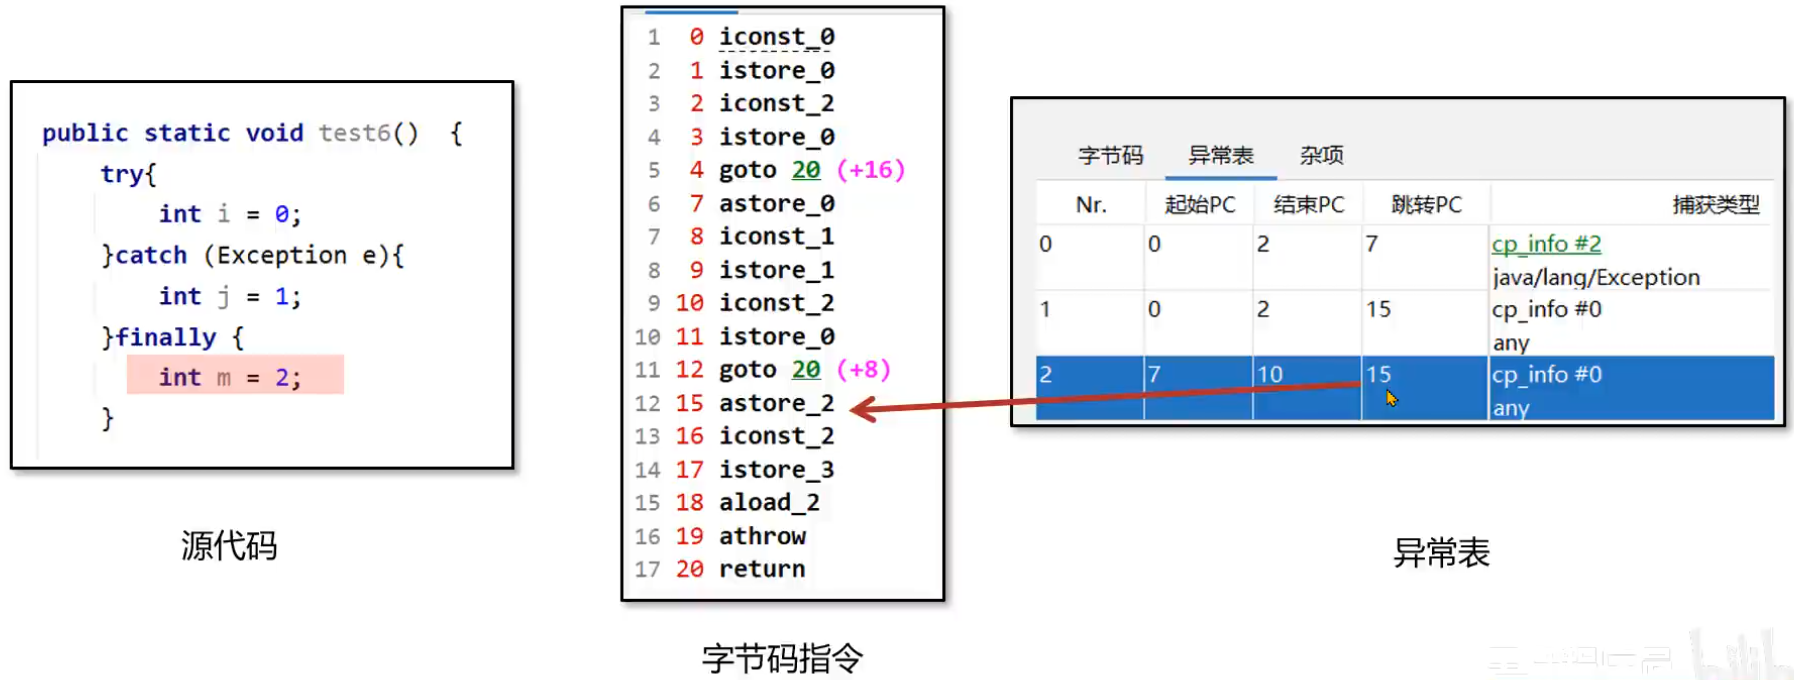 public static void test6() {
try{
int i = 0;
}catch (Exception e){
int j = 1;
}finally {
int m = 2;
}
源代码
1 0 iconst_0
2 1 istore_0
3 2 iconst_2
4 3 istore_0
5 4 goto 20 (+16)
6 7 astore_0
7 8 iconst_1
8 9 istore_1
9 10 iconst_2
10 11 istore_0
11 12 goto 20 (+8)
12 15 astore_2
13 16 iconst_2
14 17 istore_3
15 18 aload_2
16 19 athrow
17 20 return
字节码指令
字节码 异常表 杂项
Nr. 起始PC 结束PC 跳转PC 捕获类型
0 0 2 7 cp_info #2
java/lang/Exception
1 0 2 15 cp_info #0
any
2 7 10 15 cp_info #0
any
异常表